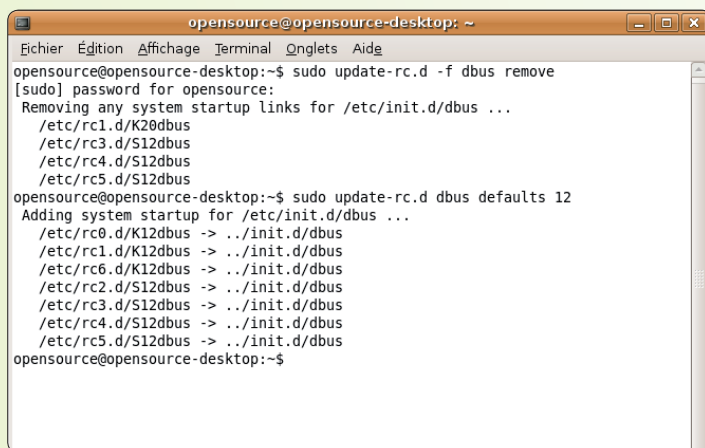 opensource@opensource-desktop: ~
Fichier Édition Affichage Terminal Onglets Aide
opensource@opensource-desktop:~$ sudo update-rc.d -f dbus remove
[sudo] password for opensource:
 Removing any system startup links for /etc/init.d/dbus ...
   /etc/rc1.d/K20dbus
   /etc/rc3.d/S12dbus
   /etc/rc4.d/S12dbus
   /etc/rc5.d/S12dbus
opensource@opensource-desktop:~$ sudo update-rc.d dbus defaults 12
 Adding system startup for /etc/init.d/dbus ...
   /etc/rc0.d/K12dbus -> ../init.d/dbus
   /etc/rc1.d/K12dbus -> ../init.d/dbus
   /etc/rc6.d/K12dbus -> ../init.d/dbus
   /etc/rc2.d/S12dbus -> ../init.d/dbus
   /etc/rc3.d/S12dbus -> ../init.d/dbus
   /etc/rc4.d/S12dbus -> ../init.d/dbus
   /etc/rc5.d/S12dbus -> ../init.d/dbus
opensource@opensource-desktop:~$